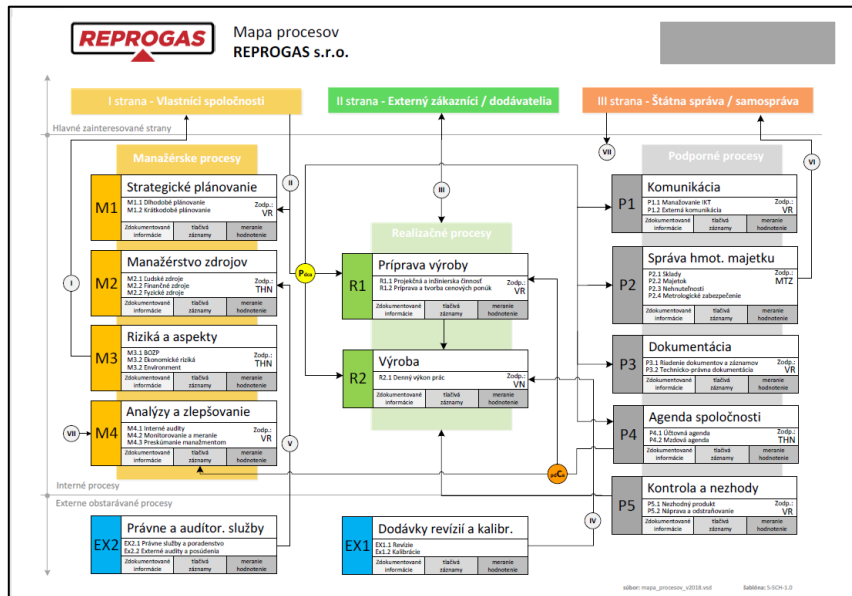 REPROGAS
Mapa procesov
REPROGAS s.r.o.
I strana - Vlastníci spoločnosti
II strana - Externý zákazníci / dodávatelia
III strana - Štátna správa / samospráva
Hlavné zainteresované strany
VII
VI
II
III
I
V
VII
IV
Manažérske procesy
M1
Strategické plánovanie
M1.1 Dlhodobé plánovanie
M1.2 Krátkodobé plánovanie
Zodp.:
VR
Zdokumentované informácie
tlačivá záznamy
meranie hodnotenie
M2
Manažérstvo zdrojov
M2.1 Ľudské zdroje
M2.2 Finančné zdroje
M2.2 Fyzické zdroje
Zodp.:
THN
Zdokumentované informácie
tlačivá záznamy
meranie hodnotenie
M3
Riziká a aspekty
M3.1 BOZP
M3.2 Ekonomické riziká
M3.2 Environment
Zodp.:
THN
Zdokumentované informácie
tlačivá záznamy
meranie hodnotenie
M4
Analýzy a zlepšovanie
M4.1 Interné audity
M4.2 Monitorovanie a meranie
M4.3 Preskúmanie manažmentom
Zodp.:
VR
Zdokumentované informácie
tlačivá záznamy
meranie hodnotenie
Realizačné procesy
R1
Príprava výroby
R1.1 Projekčná a inžinierska činnosť
R1.2 Príprava a tvorba cenových ponúk
Zodp.:
VR
Zdokumentované informácie
tlačivá záznamy
meranie hodnotenie
R2
Výroba
R2.1 Denný výkon prác
Zodp.:
VN
Zdokumentované informácie
tlačivá záznamy
meranie hodnotenie
Podporné procesy
P1
Komunikácia
P1.1 Manažovanie IKT
P1.2 Externá komunikácia
Zodp.:
VR
Zdokumentované informácie
tlačivá záznamy
meranie hodnotenie
P2
Správa hmot. majetku
P2.1 Sklady
P2.2 Majetok
P2.3 Nehnuteľnosti
P2.4 Metrologické zabezpečenie
Zodp.:
MTZ
Zdokumentované informácie
tlačivá záznamy
meranie hodnotenie
P3
Dokumentácia
P3.1 Riadenie dokumentov a záznamov
P3.2 Technicko-právna dokumentácia
Zodp.:
VR
Zdokumentované informácie
tlačivá záznamy
meranie hodnotenie
P4
Agenda spoločnosti
P4.1 Účtovná agenda
P4.2 Mzdová agenda
Zodp.:
THN
Zdokumentované informácie
tlačivá záznamy
meranie hodnotenie
P5
Kontrola a nezhody
P5.1 Nezhodný produkt
P5.2 Náprava a odstraňovanie
Zodp.:
VR
Zdokumentované informácie
tlačivá záznamy
meranie hodnotenie
Interné procesy
Externe obstarávané procesy
EX2
Právne a audítor. služby
EX2.1 Právne služby a poradenstvo
Ex2.2 Externé audity a posúdenia
Zdokumentované informácie
tlačivá záznamy
meranie hodnotenie
EX1
Dodávky revízií a kalibr.
EX1.1 Revízie
Ex1.2 Kalibrácie
Zdokumentované informácie
tlačivá záznamy
meranie hodnotenie
súbor: mapa_procesov_v2018.vsd
šablóna: S-SCH-1.0